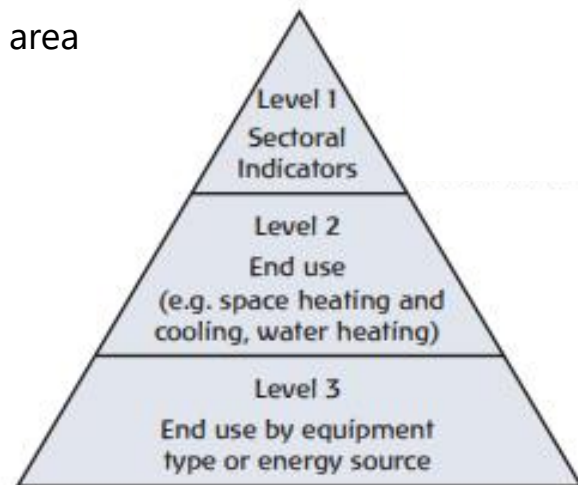 area
Level 1
Sectoral
Indicators
Level 2
End use
(e.g. space heating and
cooling, water heating)
Level 3
End use by equipment
type or energy source